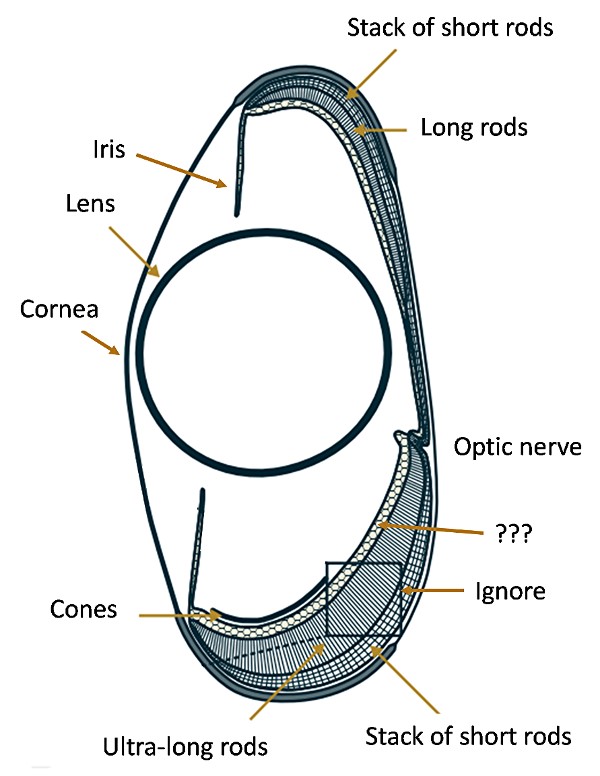 Stack of short rods
Long rods
Iris
Lens
Cornea
Optic nerve
???
Ignore
Cones
Ultra-long rods
Stack of short rods